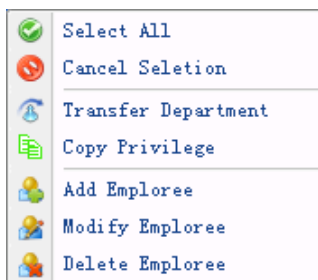 Select All
Cancel Seletion
Transfer Department
Copy Privilege
Add Emploree
Modify Emploree
Delete Emploree